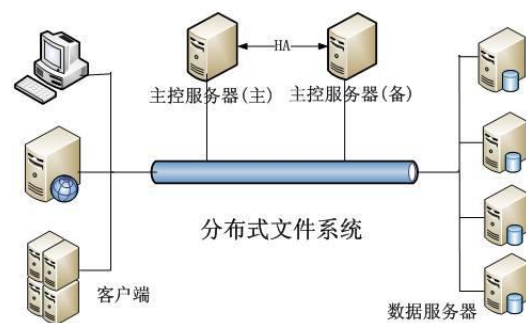 HA
主控服务器(主)
主控服务器(备)
分布式文件系统
客户端
数据服务器